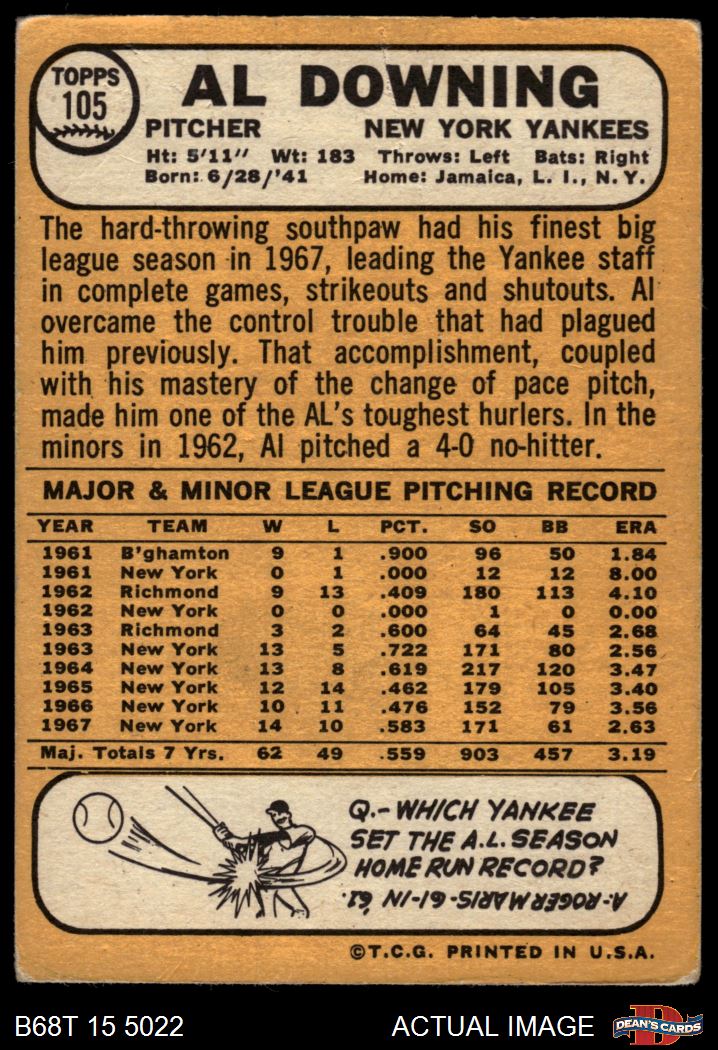 TOPPS
105
AL DOWNING
PITCHER NEW YORK YANKEES
Ht: 5'11" Wt: 183 Throws: Left Bats: Right
Born: 6/28/'41 Home: Jamaica, L. I., N. Y.
The hard-throwing southpaw had his finest big
league season in 1967, leading the Yankee staff
in complete games, strikeouts and shutouts. Al
overcame the control trouble that had plagued
him previously. That accomplishment, coupled
with his mastery of the change of pace pitch,
made him one of the AL's toughest hurlers. In the
minors in 1962, Al pitched a 4-0 no-hitter.
MAJOR & MINOR LEAGUE PITCHING RECORD
YEAR TEAM W L PCT. SO BB ERA
1961 B'ghamton 9 1 .900 96 50 1.84
1961 New York 0 1 .000 12 12 8.00
1962 Richmond 9 13 .409 180 113 4.10
1962 New York 0 0 .000 1 0 0.00
1963 Richmond 3 2 .600 64 45 2.68
1963 New York 13 5 .722 171 80 2.56
1964 New York 13 8 .619 217 120 3.47
1965 New York 12 14 .462 179 105 3.40
1966 New York 10 11 .476 152 79 3.56
1967 New York 14 10 .583 171 61 2.63
Maj. Totals 7 Yrs. 62 49 .559 903 457 3.19
Q.-WHICH YANKEE
SET THE A.L. SEASON
HOME RUN RECORD?
A: ROGER MARIS-61-IN '61.
©T.C.G. PRINTED IN U.S.A.
B68T 15 5022 ACTUAL IMAGE DEAN'S CARDS